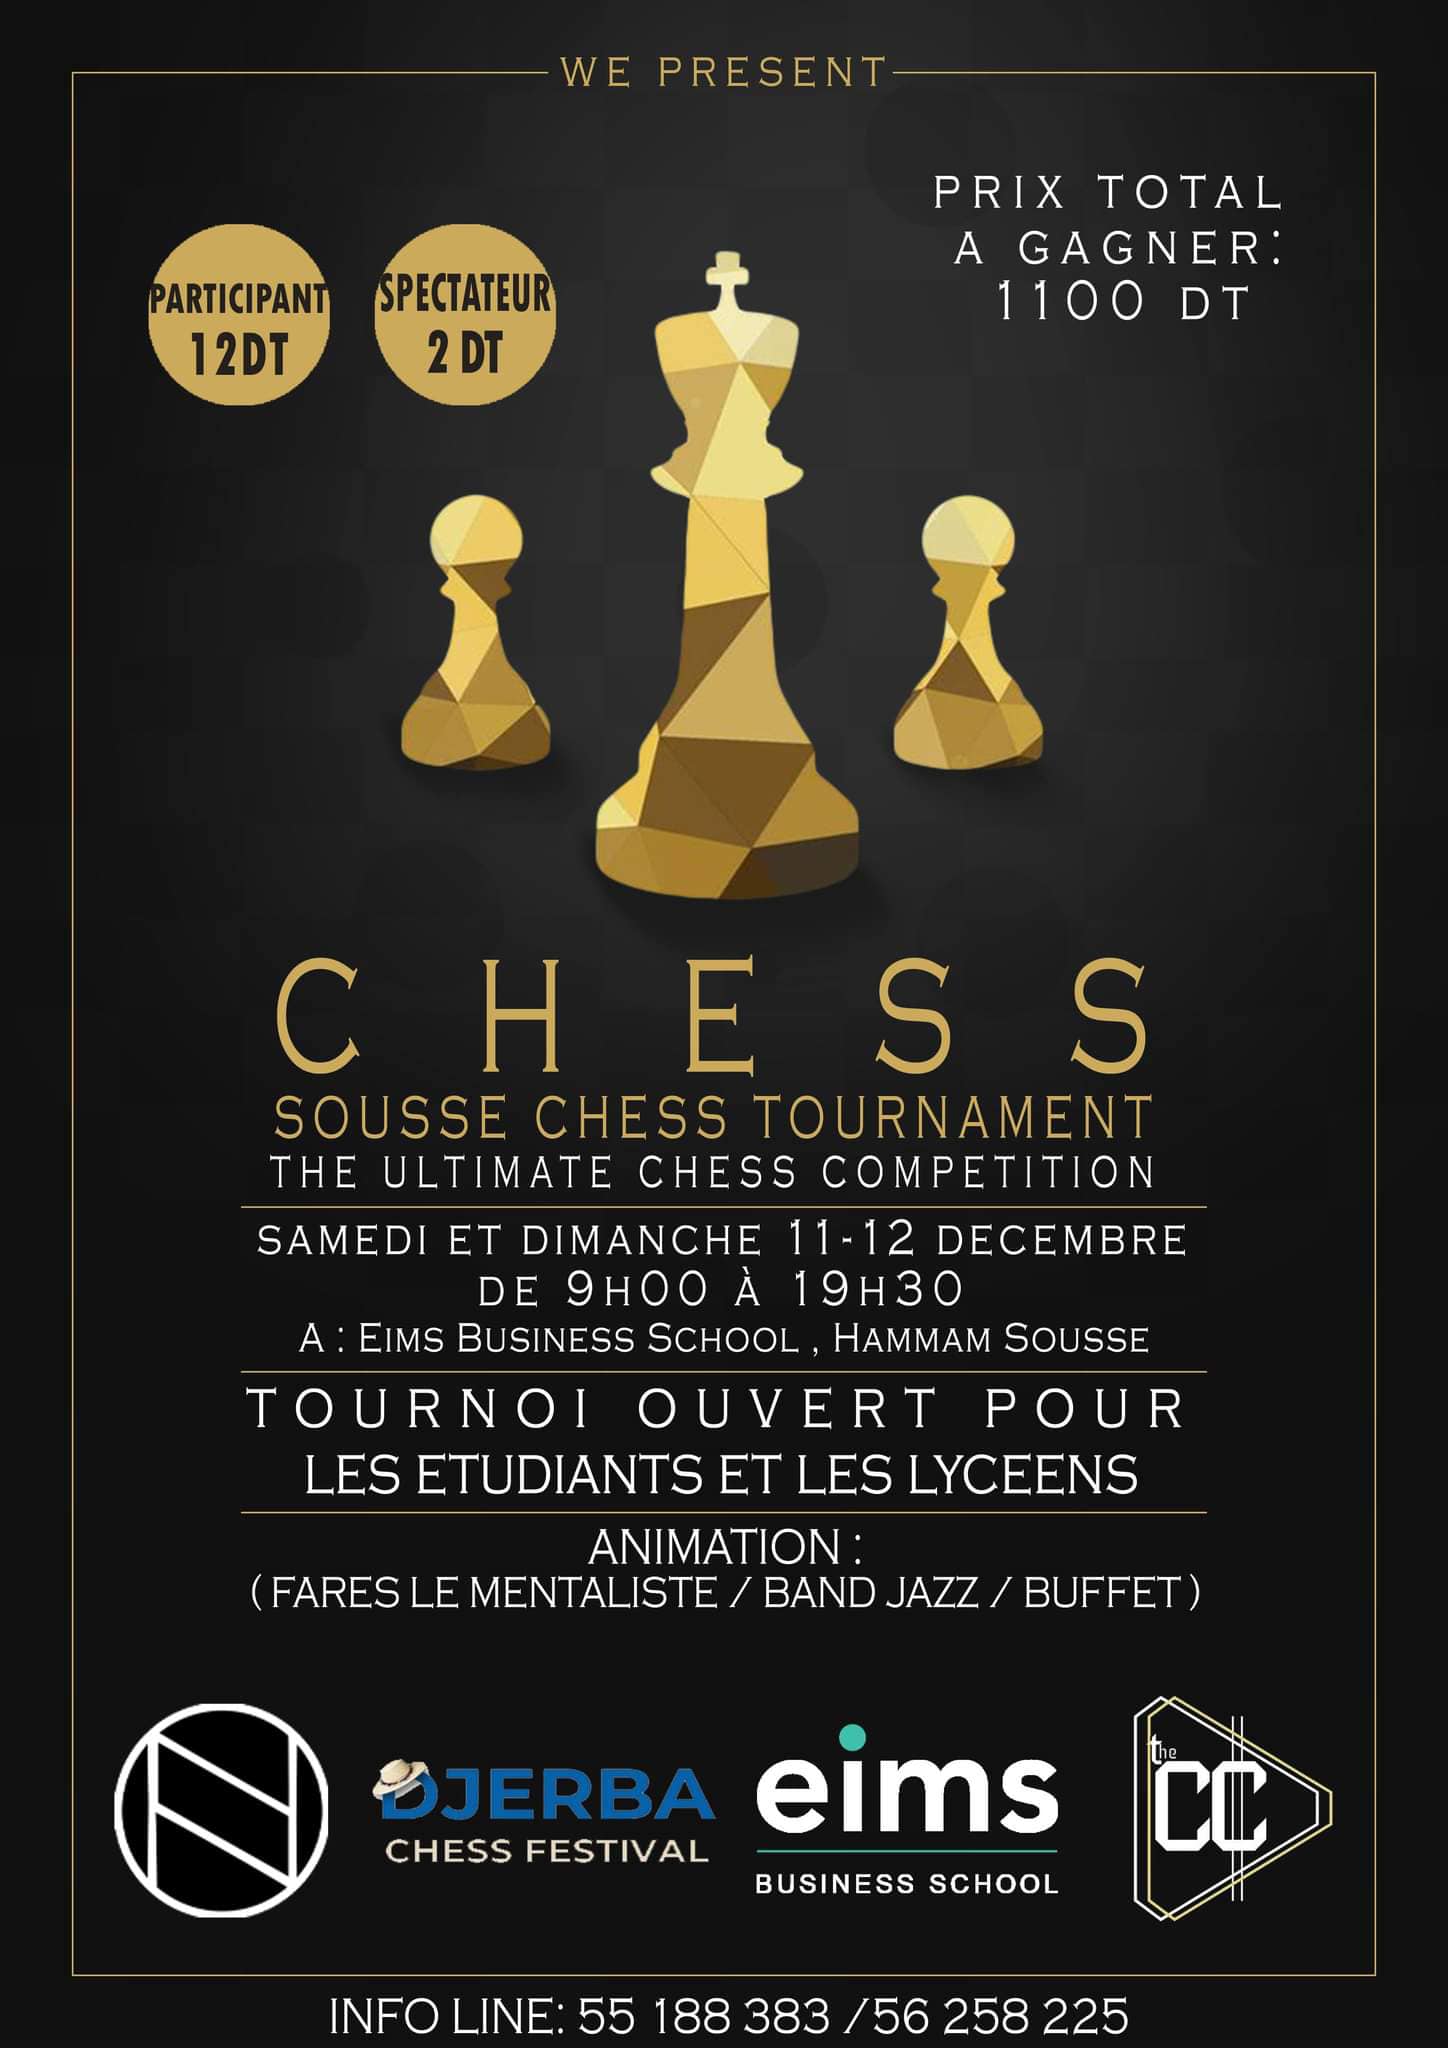 WE PRESENT
PRIX TOTAL
A GAGNER:
1100 DT
PARTICIPANT
12DT
SPECTATEUR
2 DT
CHESS
SOUSSE CHESS TOURNAMENT
THE ULTIMATE CHESS COMPETITION
SAMEDI ET DIMANCHE 11-12 DECEMBRE
DE 9H00 À 19H30
A : EIMS BUSINESS SCHOOL , HAMMAM SOUSSE
TOURNOI OUVERT POUR
LES ETUDIANTS ET LES LYCEENS
ANIMATION :
( FARES LE MENTALISTE / BAND JAZZ / BUFFET )
DJERBA
CHESS FESTIVAL
eims
BUSINESS SCHOOL
the
CC
INFO LINE: 55 188 383 /56 258 225